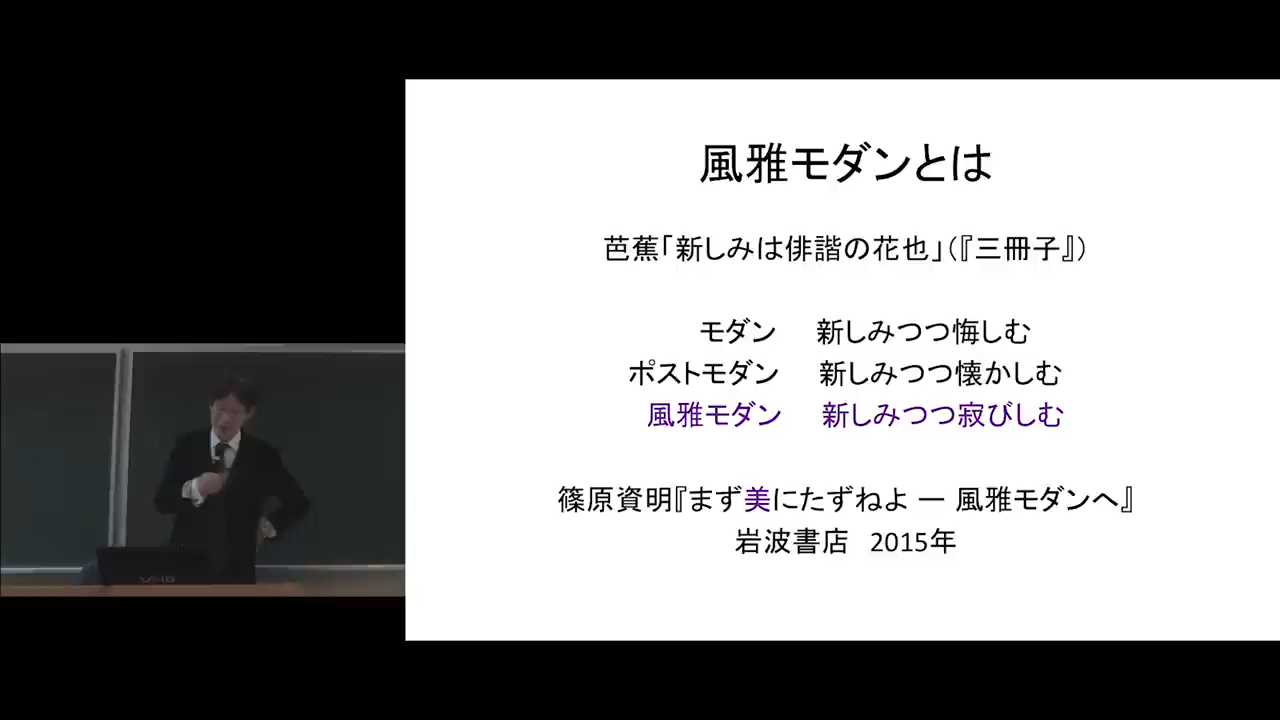 風雅モダンとは
芭蕉「新しみは俳諧の花也」(『三冊子』)
モダン 新しみつつ悔しむ
ポストモダン 新しみつつ懐かしむ
風雅モダン 新しみつつ寂びしむ
篠原資明『まず美にたずねよ ― 風雅モダンへ』
岩波書店 2015年
VAIO